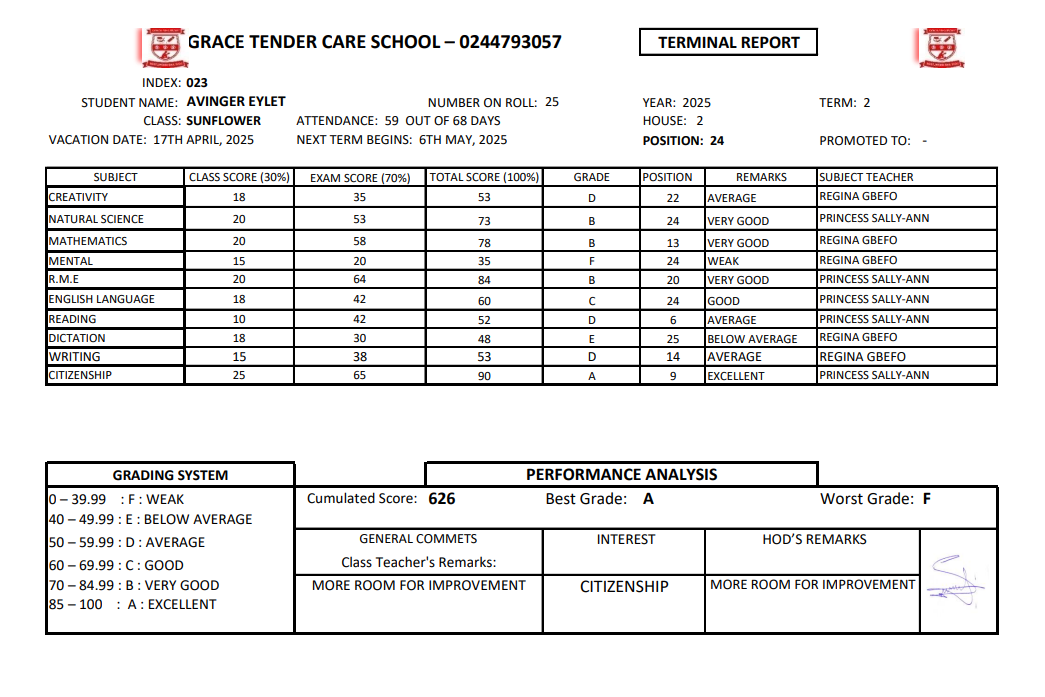 GRACE TENDER CARE SCHOOL – 0244793057
TERMINAL REPORT
INDEX: 023
STUDENT NAME: AVINGER EYLET NUMBER ON ROLL: 25 YEAR: 2025 TERM: 2
CLASS: SUNFLOWER ATTENDANCE: 59 OUT OF 68 DAYS HOUSE: 2
VACATION DATE: 17TH APRIL, 2025 NEXT TERM BEGINS: 6TH MAY, 2025 POSITION: 24 PROMOTED TO: -
SUBJECT CLASS SCORE (30%) EXAM SCORE (70%) TOTAL SCORE (100%) GRADE POSITION REMARKS SUBJECT TEACHER
CREATIVITY 18 35 53 D 22 AVERAGE REGINA GBEFO
NATURAL SCIENCE 20 53 73 B 24 VERY GOOD PRINCESS SALLY-ANN
MATHEMATICS 20 58 78 B 13 VERY GOOD REGINA GBEFO
MENTAL 15 20 35 F 24 WEAK REGINA GBEFO
R.M.E 20 64 84 B 20 VERY GOOD PRINCESS SALLY-ANN
ENGLISH LANGUAGE 18 42 60 C 24 GOOD PRINCESS SALLY-ANN
READING 10 42 52 D 6 AVERAGE PRINCESS SALLY-ANN
DICTATION 18 30 48 E 25 BELOW AVERAGE REGINA GBEFO
WRITING 15 38 53 D 14 AVERAGE REGINA GBEFO
CITIZENSHIP 25 65 90 A 9 EXCELLENT PRINCESS SALLY-ANN
GRADING SYSTEM
0 – 39.99 : F : WEAK
40 – 49.99 : E : BELOW AVERAGE
50 – 59.99 : D : AVERAGE
60 – 69.99 : C : GOOD
70 – 84.99 : B : VERY GOOD
85 – 100 : A : EXCELLENT
PERFORMANCE ANALYSIS
Cumulated Score: 626 Best Grade: A Worst Grade: F
GENERAL COMMETS INTEREST HOD'S REMARKS
Class Teacher's Remarks:
MORE ROOM FOR IMPROVEMENT CITIZENSHIP MORE ROOM FOR IMPROVEMENT